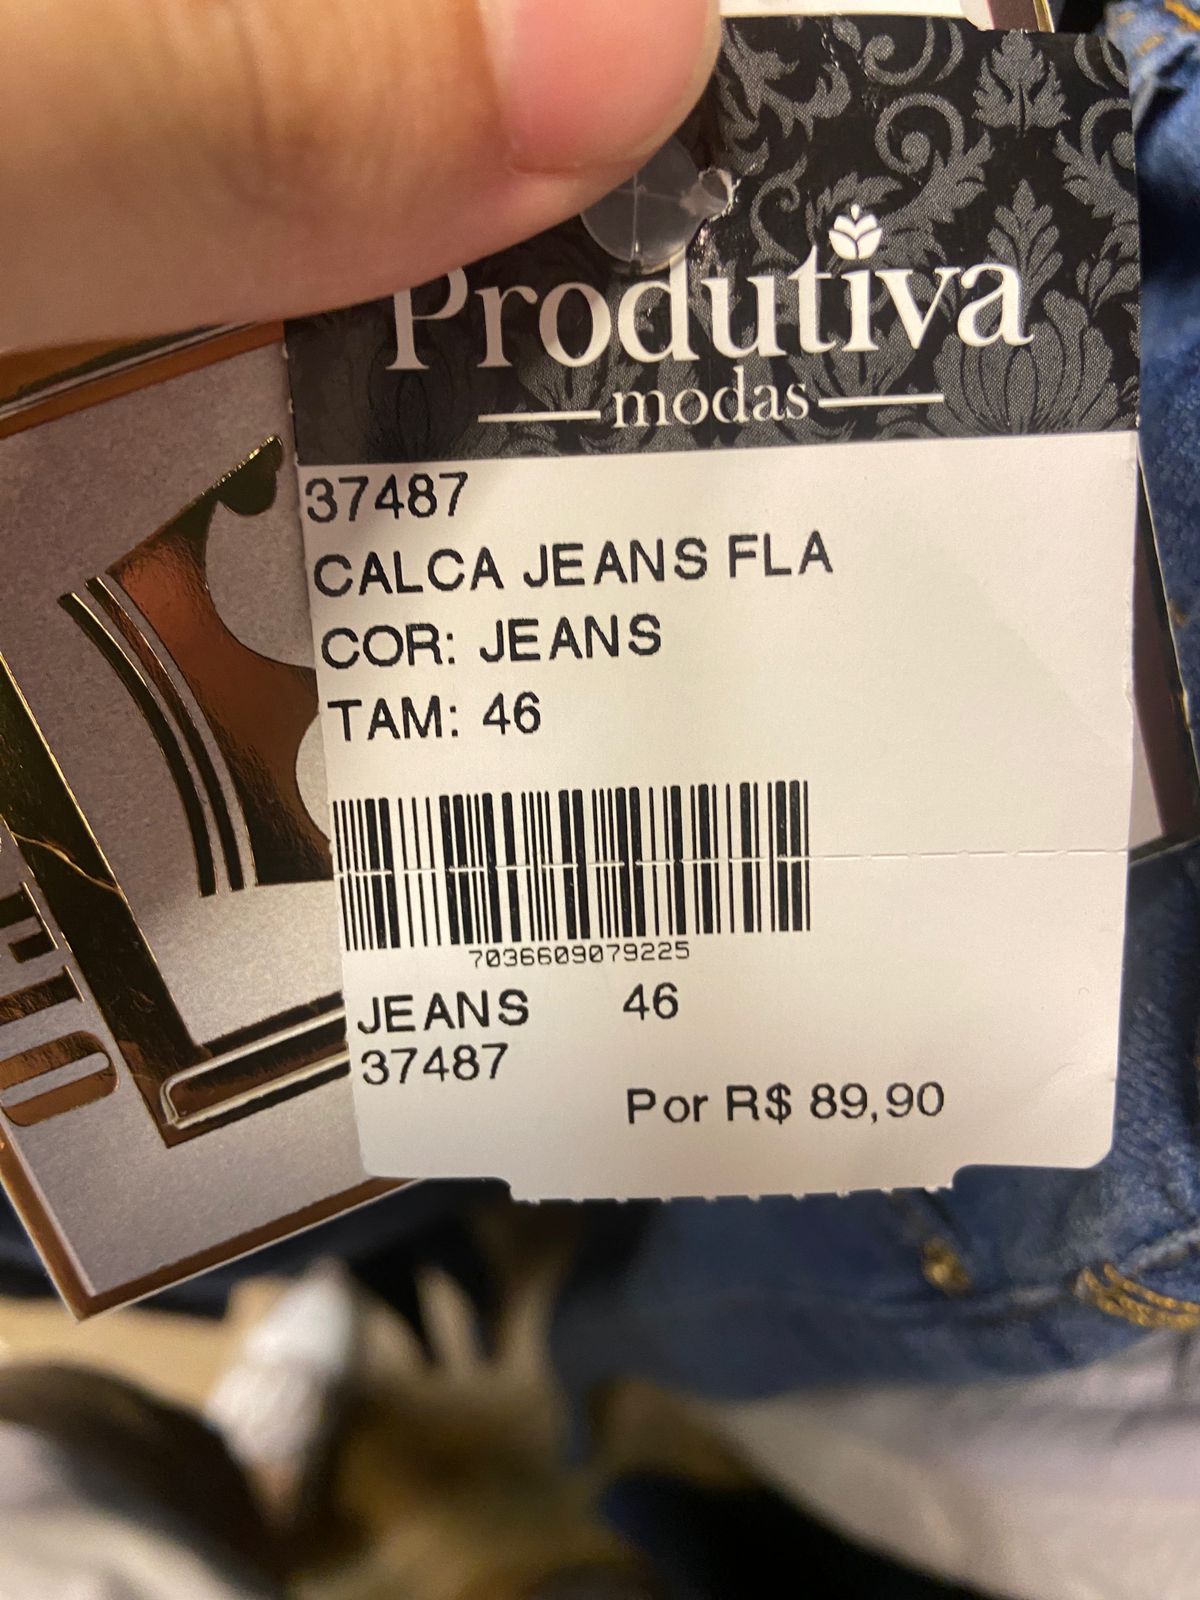 Produtiva
modas
37487
CALCA JEANS FLA
COR: JEANS
TAM: 46
7036609079225
JEANS 46
37487
Por R$ 89,90